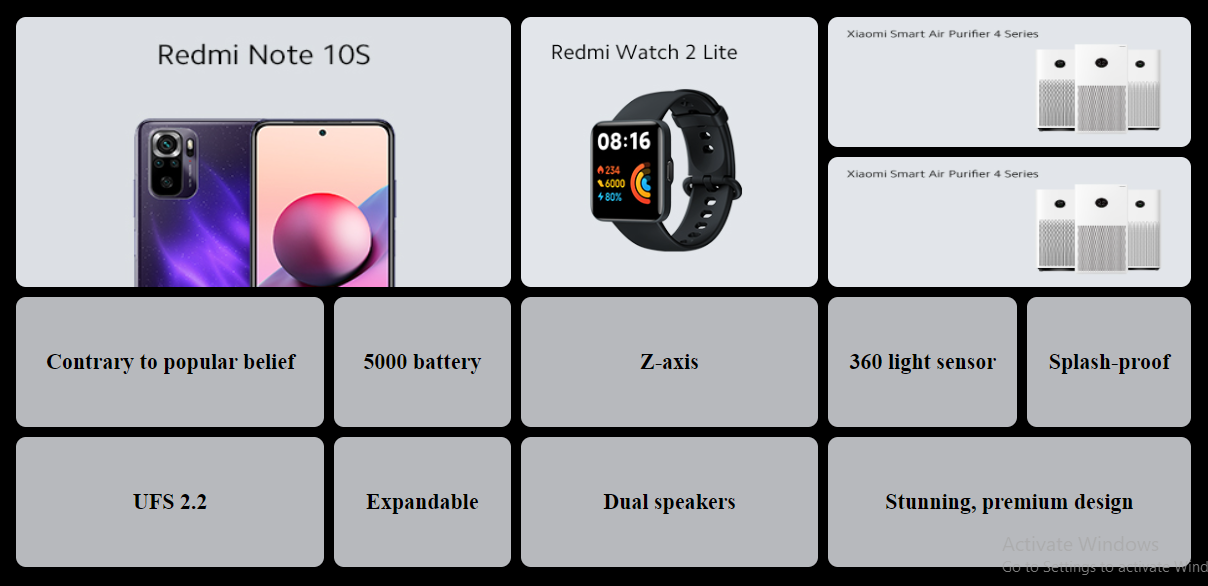 Redmi Note 10S
Redmi Watch 2 Lite
08:16
234
6000
80%
Xiaomi Smart Air Purifier 4 Series
Xiaomi Smart Air Purifier 4 Series
Contrary to popular belief
5000 battery
Z-axis
360 light sensor
Splash-proof
UFS 2.2
Expandable
Dual speakers
Stunning, premium design
Activate Windows
Go to Settings to activate Wind